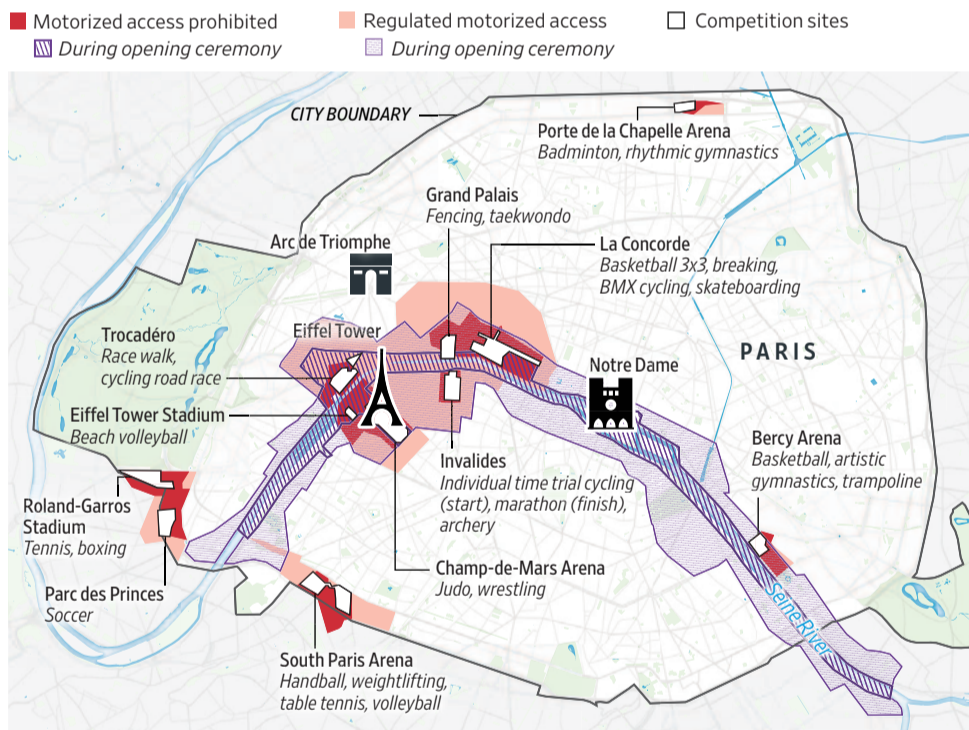 Motorized access prohibited
During opening ceremony
Regulated motorized access
During opening ceremony
Competition sites
CITY BOUNDARY
Porte de la Chapelle Arena
Badminton, rhythmic gymnastics
Grand Palais
Fencing, taekwondo
La Concorde
Basketball 3x3, breaking,
BMX cycling, skateboarding
Arc de Triomphe
Eiffel Tower
Trocadéro
Race walk,
cycling road race
Notre Dame
PARIS
Eiffel Tower Stadium
Beach volleyball
Bercy Arena
Basketball, artistic
gymnastics, trampoline
Invalides
Individual time trial cycling
(start), marathon (finish),
archery
Roland-Garros
Stadium
Tennis, boxing
Champ-de-Mars Arena
Judo, wrestling
Parc des Princes
Soccer
Seine River
South Paris Arena
Handball, weightlifting,
table tennis, volleyball